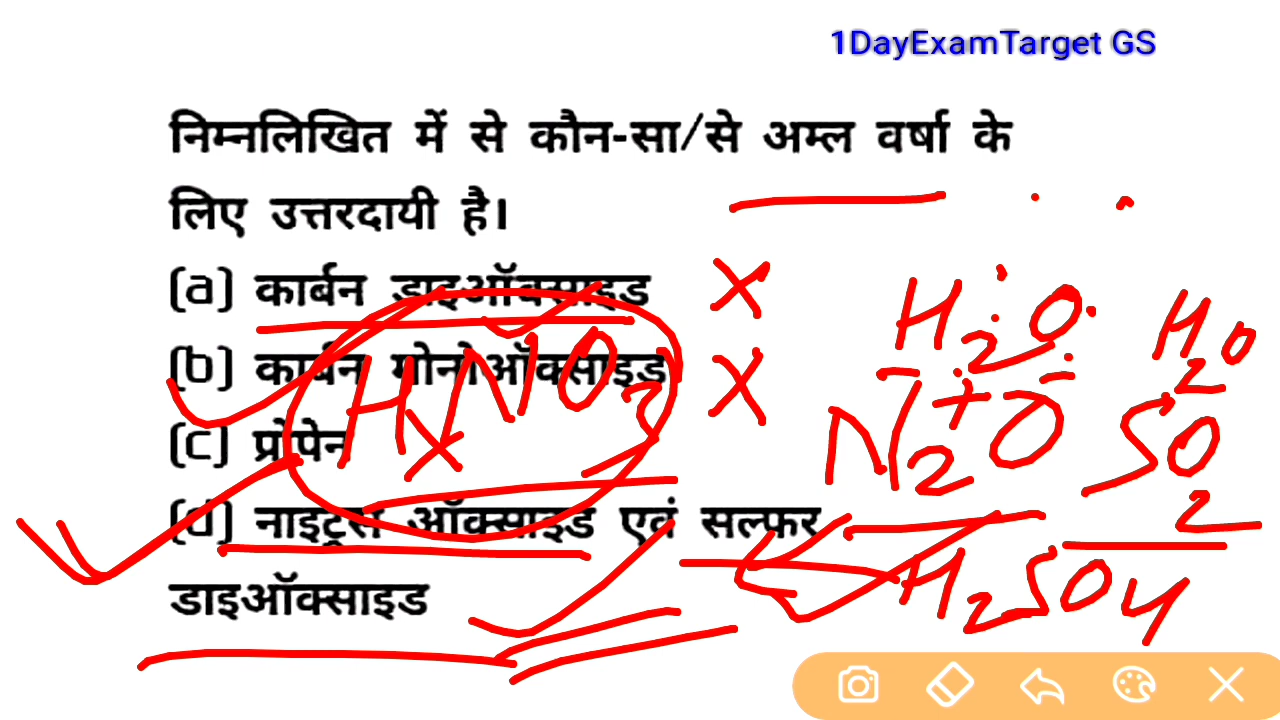 1DayExamTarget GS
निम्नलिखित में से कौन-सा/से अम्ल वर्षा के
लिए उत्तरदायी है।
(a) कार्बन डाइऑक्साइड
(b) कार्बन मोनोऑक्साइड
(c) प्रोपेन
(d) नाइट्रस ऑक्साइड एवं सल्फर
डाइऑक्साइड
HNO3
H2O
N2O
H2O
SO2
H2SO4